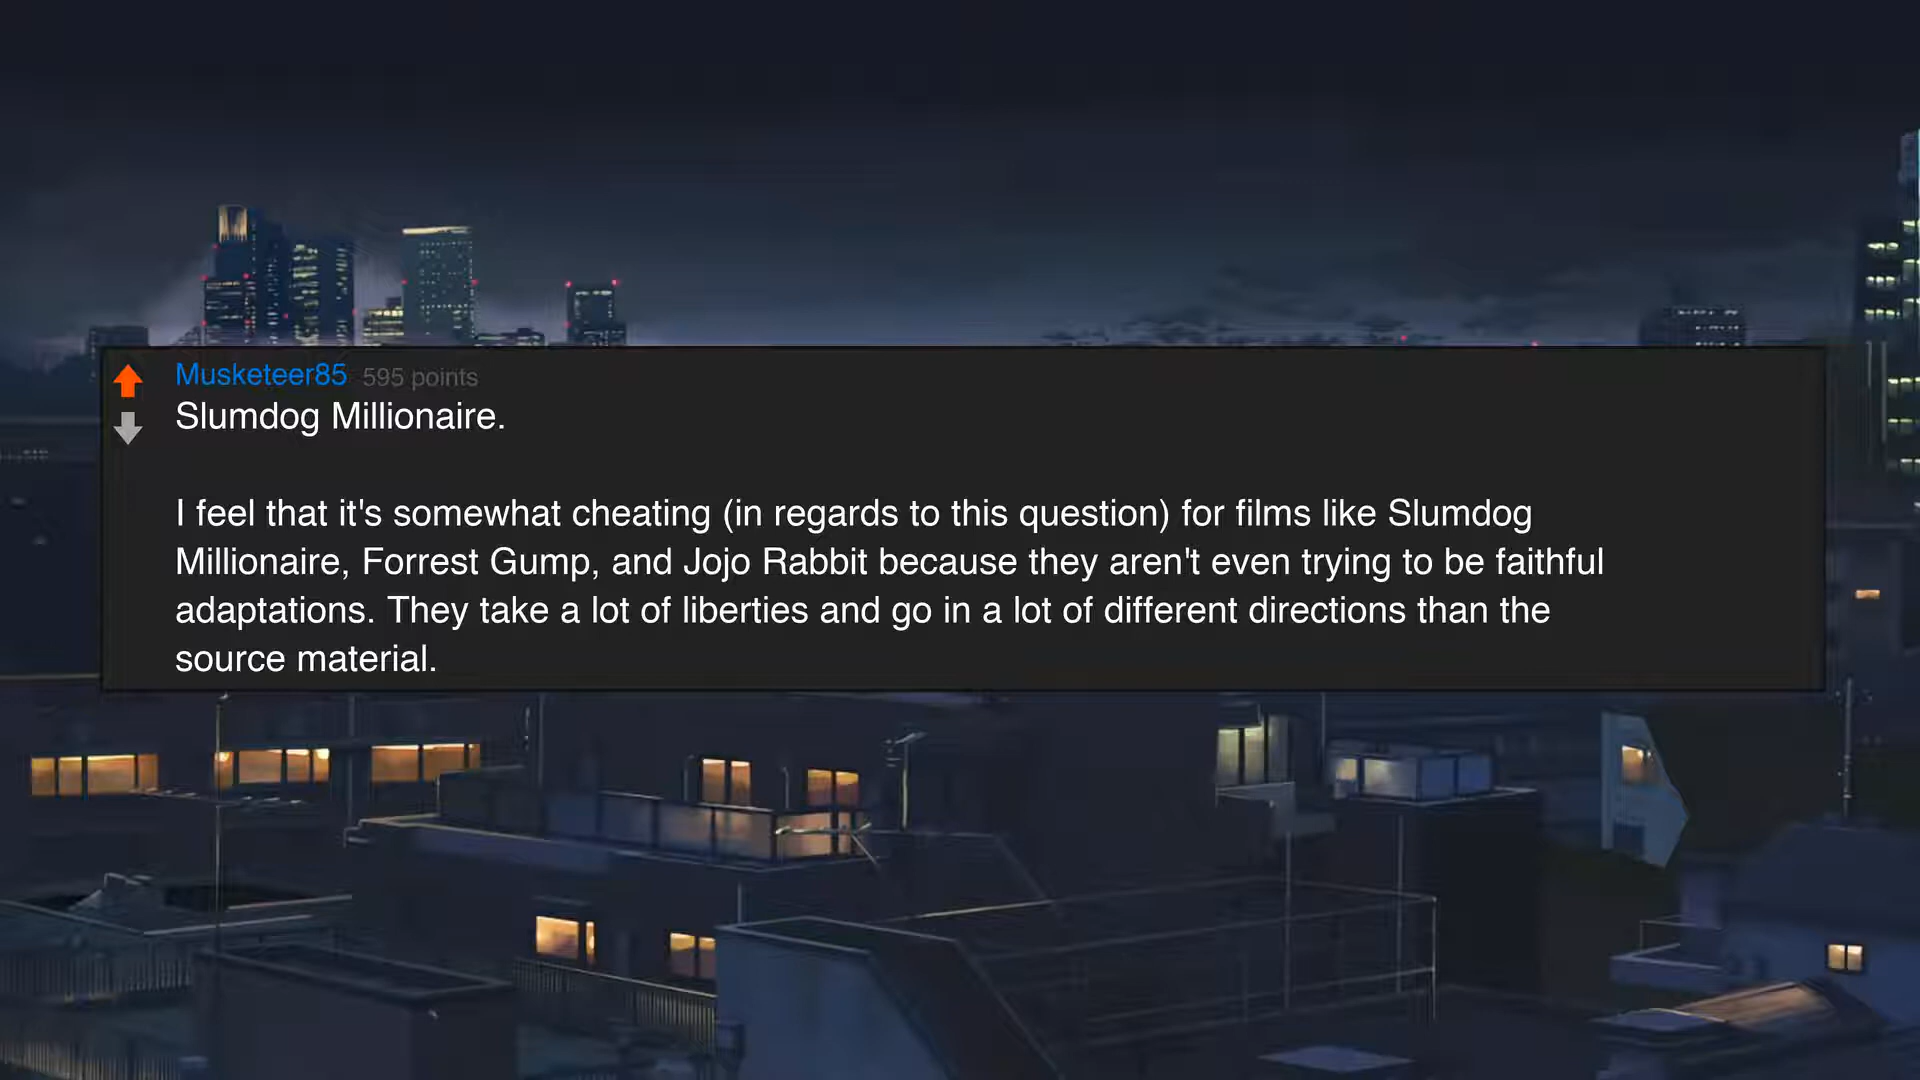 Musketeer85 595 points
Slumdog Millionaire.
I feel that it's somewhat cheating (in regards to this question) for films like Slumdog
Millionaire, Forrest Gump, and Jojo Rabbit because they aren't even trying to be faithful
adaptations. They take a lot of liberties and go in a lot of different directions than the
source material.